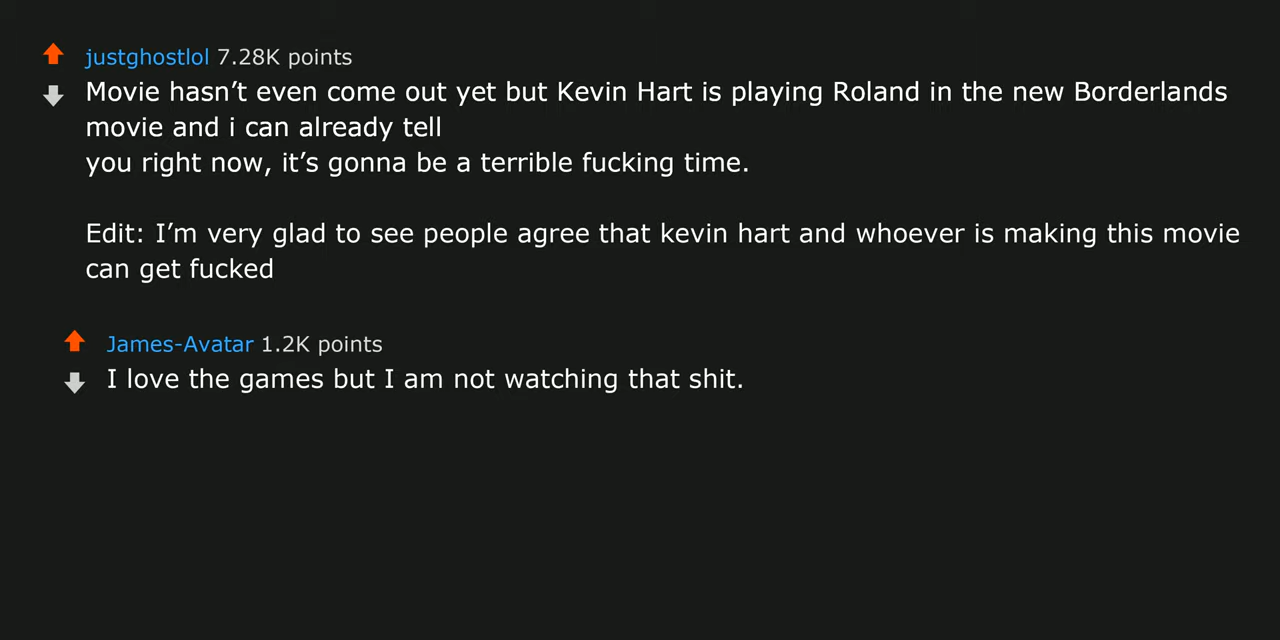 justghostlol 7.28K points
Movie hasn’t even come out yet but Kevin Hart is playing Roland in the new Borderlands
movie and i can already tell
you right now, it’s gonna be a terrible fucking time.
Edit: I’m very glad to see people agree that kevin hart and whoever is making this movie
can get fucked
James-Avatar 1.2K points
I love the games but I am not watching that shit.